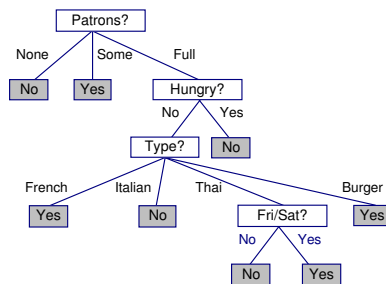 Patrons?
None Some Full
No Yes Hungry?
No Yes
Type? No
French Italian Thai Burger
Yes No Fri/Sat? Yes
No Yes
No Yes